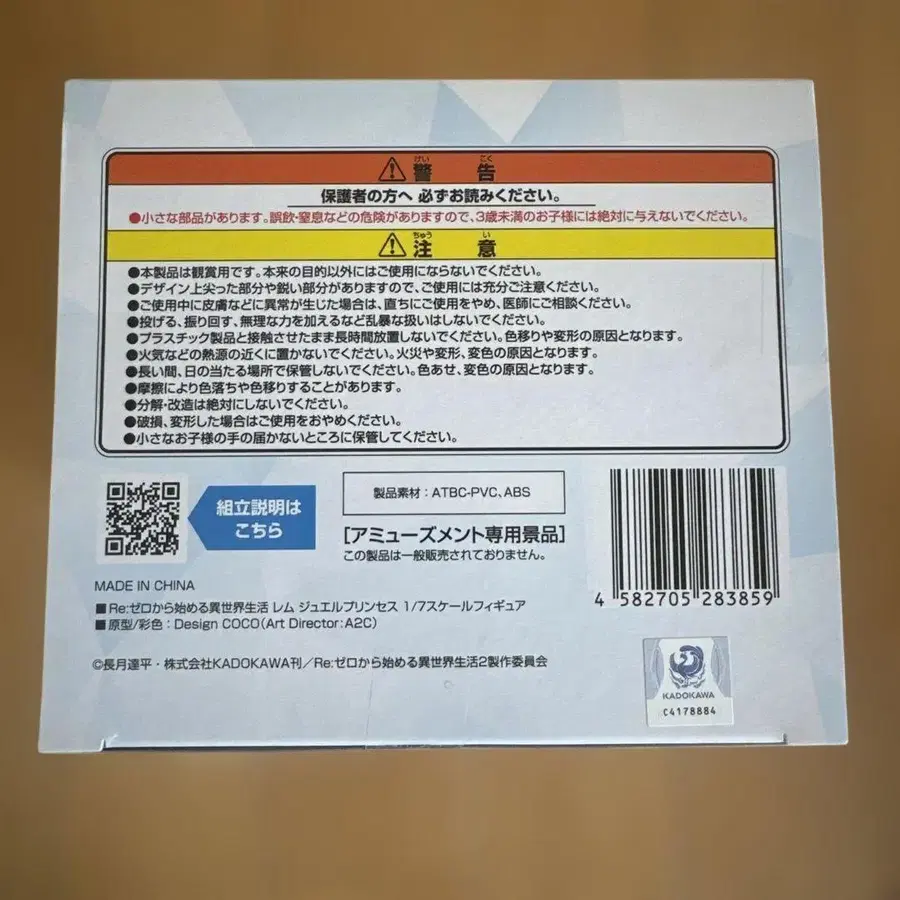 警告
けい こく
保護者の方へ 必ずお読みください。
●小さな部品があります。誤飲・窒息などの危険がありますので、3歳未満のお子様には絶対に与えないでください。
注意
ちゅう い
●本製品は観賞用です。本来の目的以外にはご使用にならないでください。
●デザイン上尖った部分や鋭い部分がありますので、ご使用には充分ご注意ください。
●ご使用中に皮膚などに異常が生じた場合は、直ちにご使用をやめ、医師にご相談ください。
●投げる、振り回す、無理な力を加えるなど乱暴な扱いはしないでください。
●プラスチック製品と接触させたまま長時間放置しないでください。色移りや変形の原因となります。
●火気などの熱源の近くに置かないでください。火災や変形、変色の原因となります。
●長い間、日の当たる場所で保管しないでください。色あせ、変色の原因となります。
●摩擦により色落ちや色移りすることがあります。
●分解・改造は絶対にしないでください。
●破損、変形した場合はご使用をおやめください。
●小さなお子様の手の届かないところに保管してください。
組立説明は
こちら
製品素材：ATBC-PVC、ABS
[アミューズメント専用景品]
この製品は一般販売されておりません。
4 582705 283859
MADE IN CHINA
■Re:ゼロから始める異世界生活 レム ジュエルプリンセス 1/7スケールフィギュア
■原型/彩色：Design COCO(Art Director:A2C)
©長月達平・株式会社KADOKAWA刊／Re:ゼロから始める異世界生活2製作委員会
KADOKAWA
C4178884